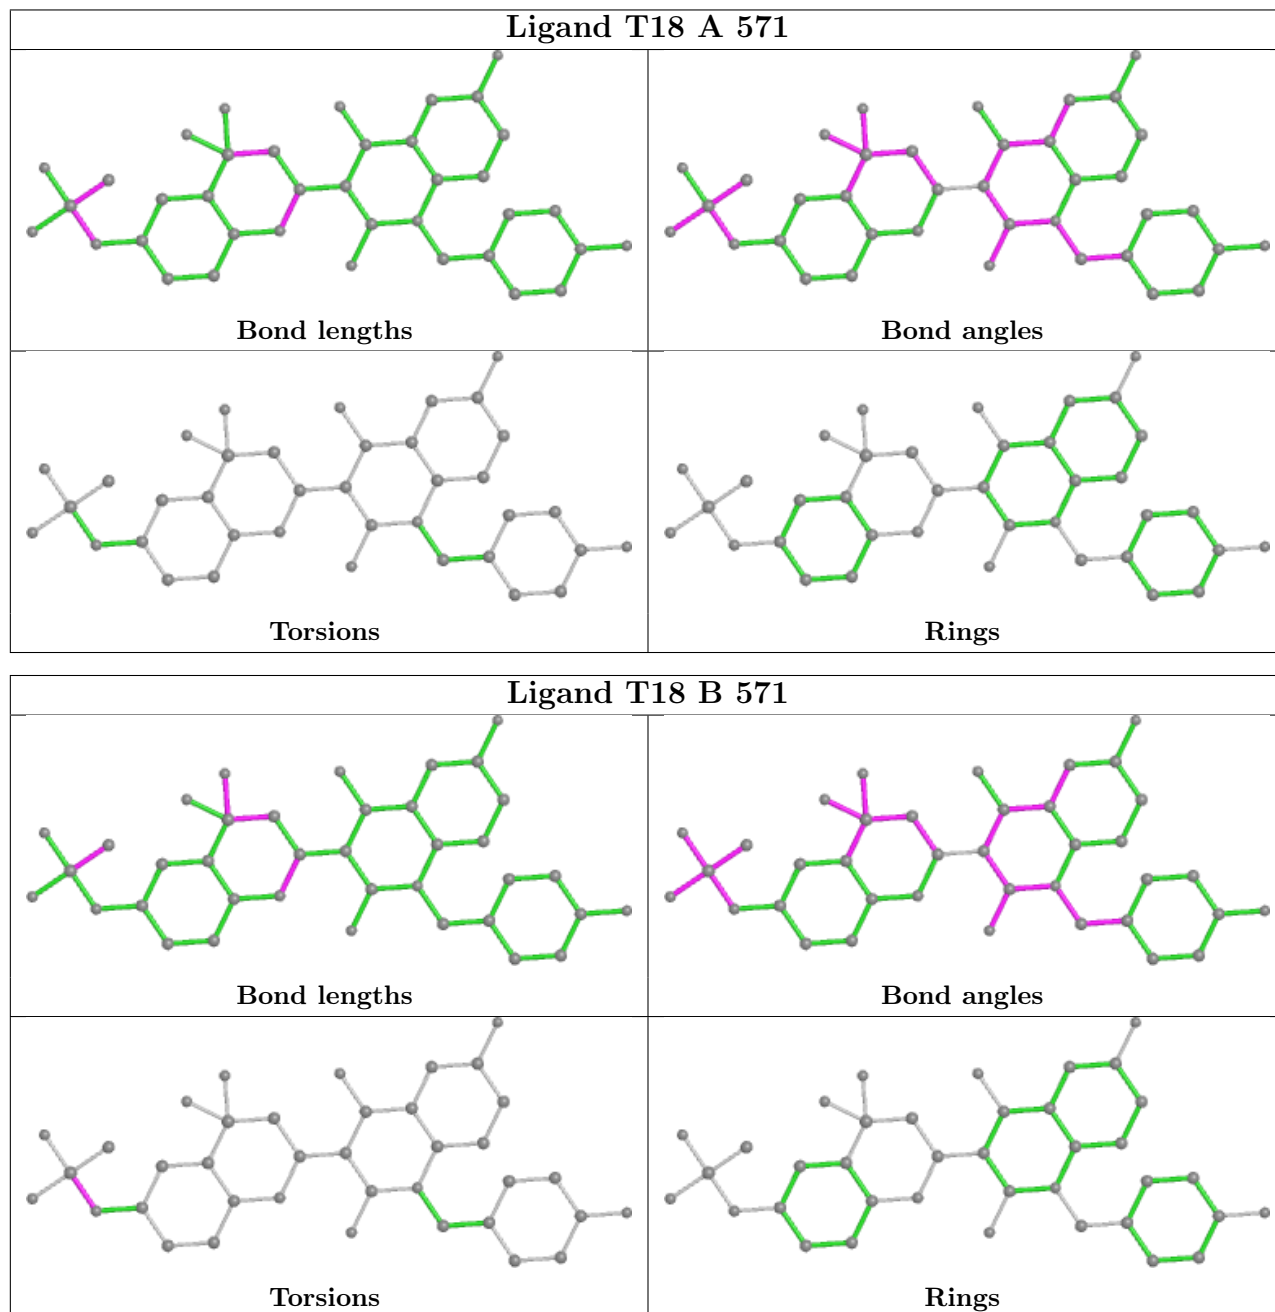 Ligand T18 A 571
Bond lengths
Bond angles
Torsions
Rings
Ligand T18 B 571
Bond lengths
Bond angles
Torsions
Rings